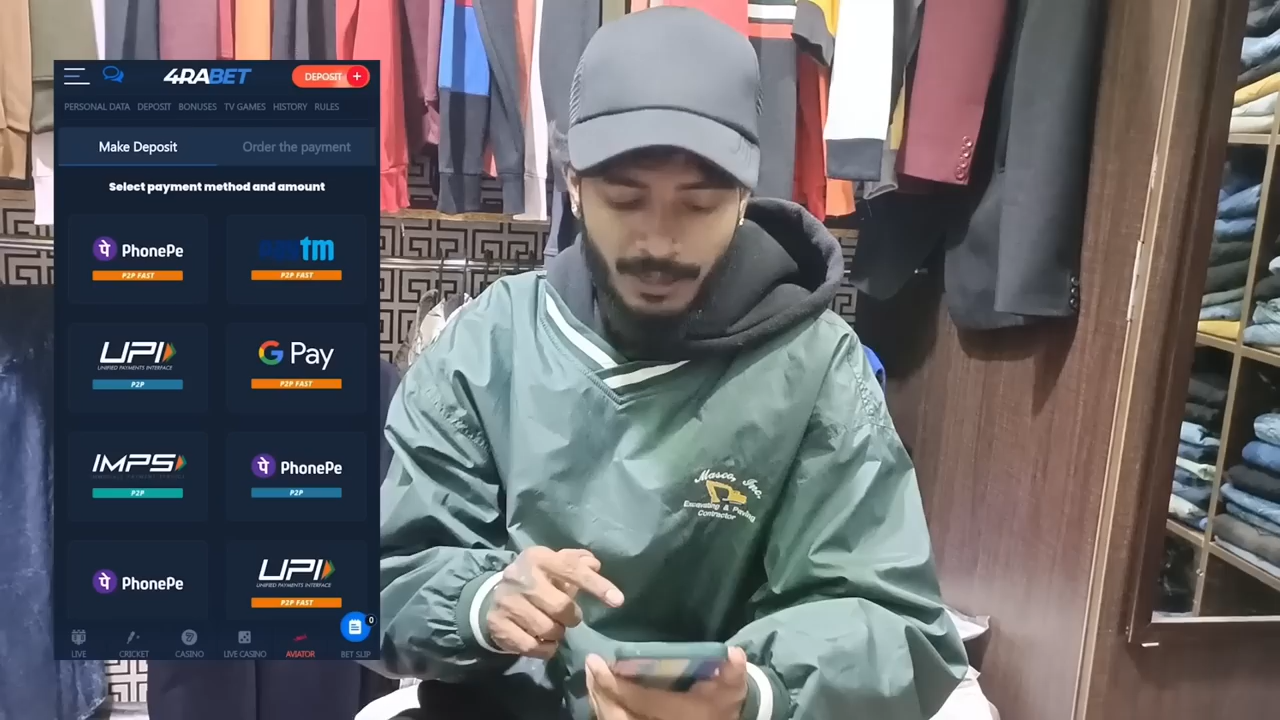 4RABET
DEPOSIT +
PERSONAL DATA DEPOSIT BONUSES TV GAMES HISTORY RULES
Make Deposit
Order the payment
Select payment method and amount
पे PhonePe
P2P FAST
paytm
P2P FAST
UPI
UNIFIED PAYMENTS INTERFACE
P2P
G Pay
P2P FAST
IMPS
P2P
पे PhonePe
P2P
पे PhonePe
UPI
UNIFIED PAYMENTS INTERFACE
P2P FAST
0
LIVE CRICKET CASINO LIVE CASINO AVIATOR BET SLIP
Masco, Inc.
Excavating & Paving
Contractor